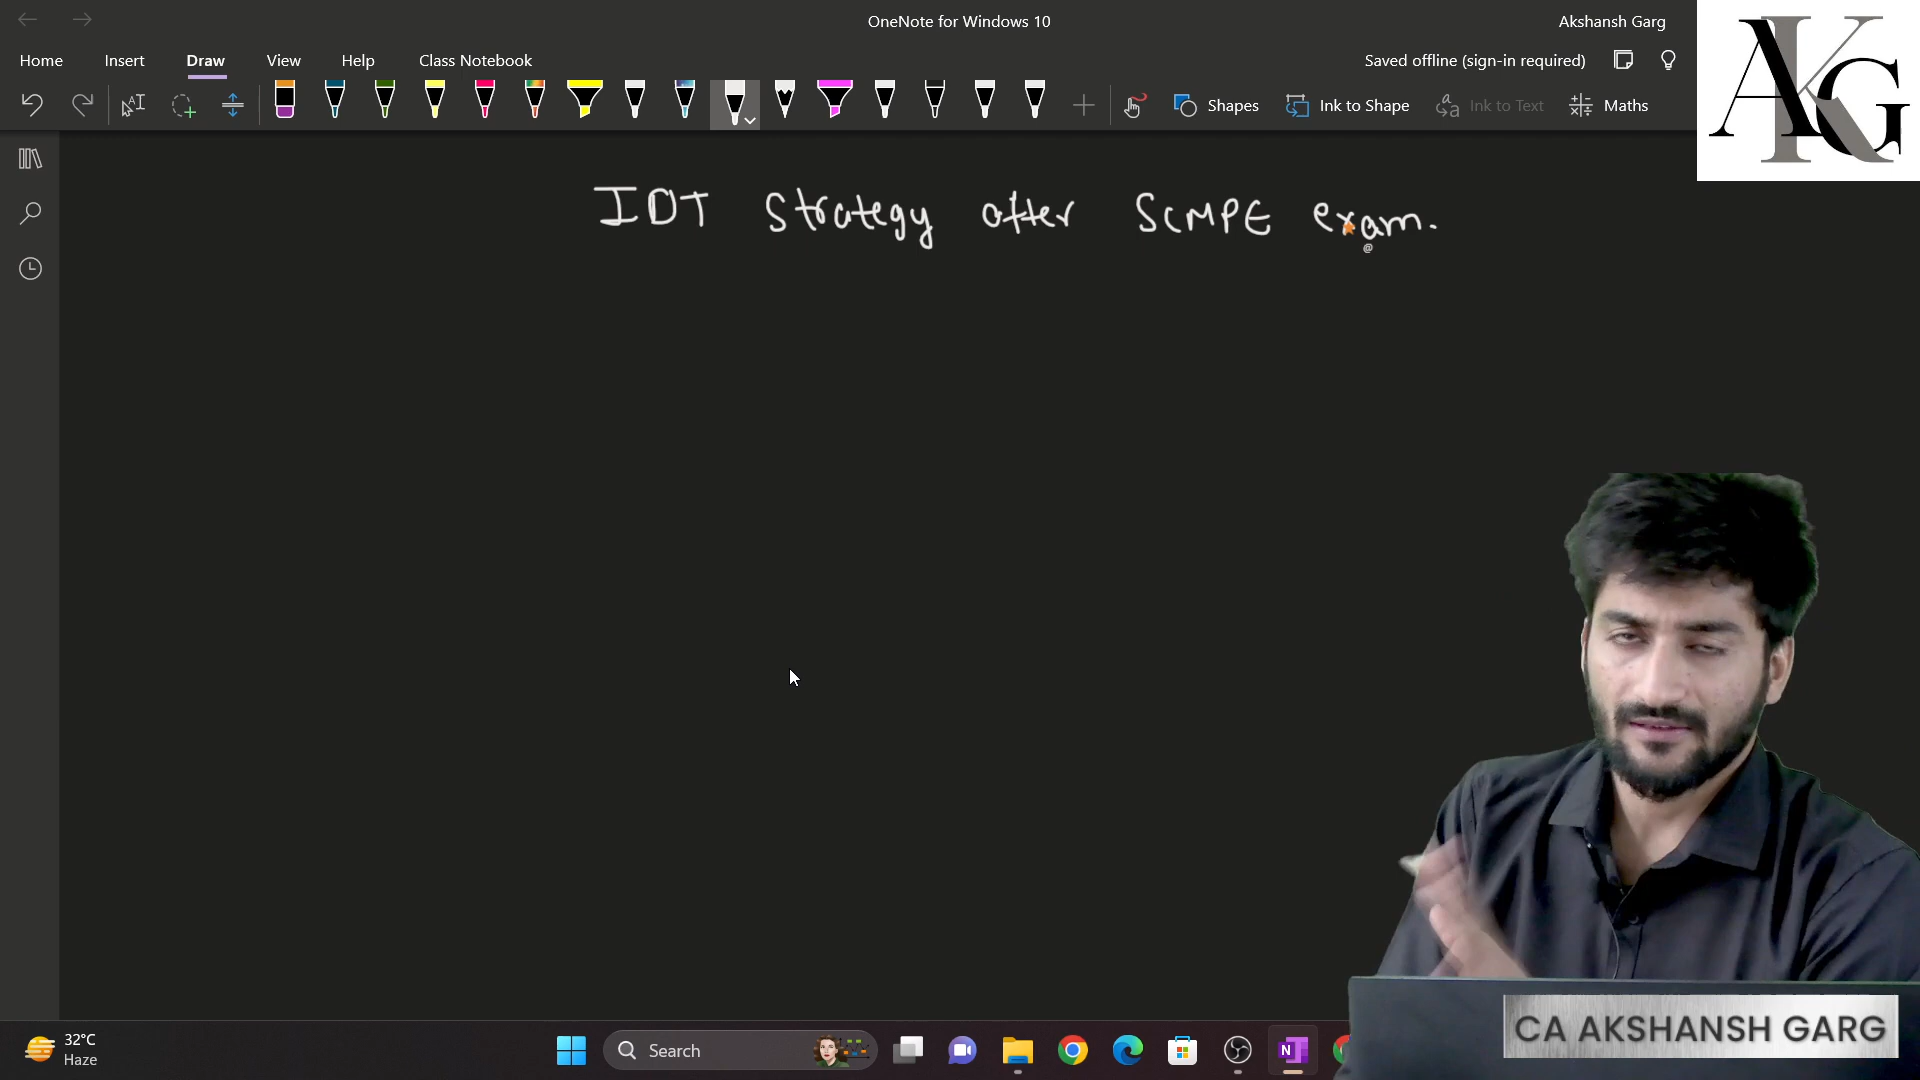 OneNote for Windows 10
Akshansh Garg
Home Insert Draw View Help Class Notebook
Saved offline (sign-in required)
Shapes Ink to Shape Ink to Text Maths
AKG
IDT Strategy after SCMPE exam.
CA AKSHANSH GARG
32°C
Haze
Search